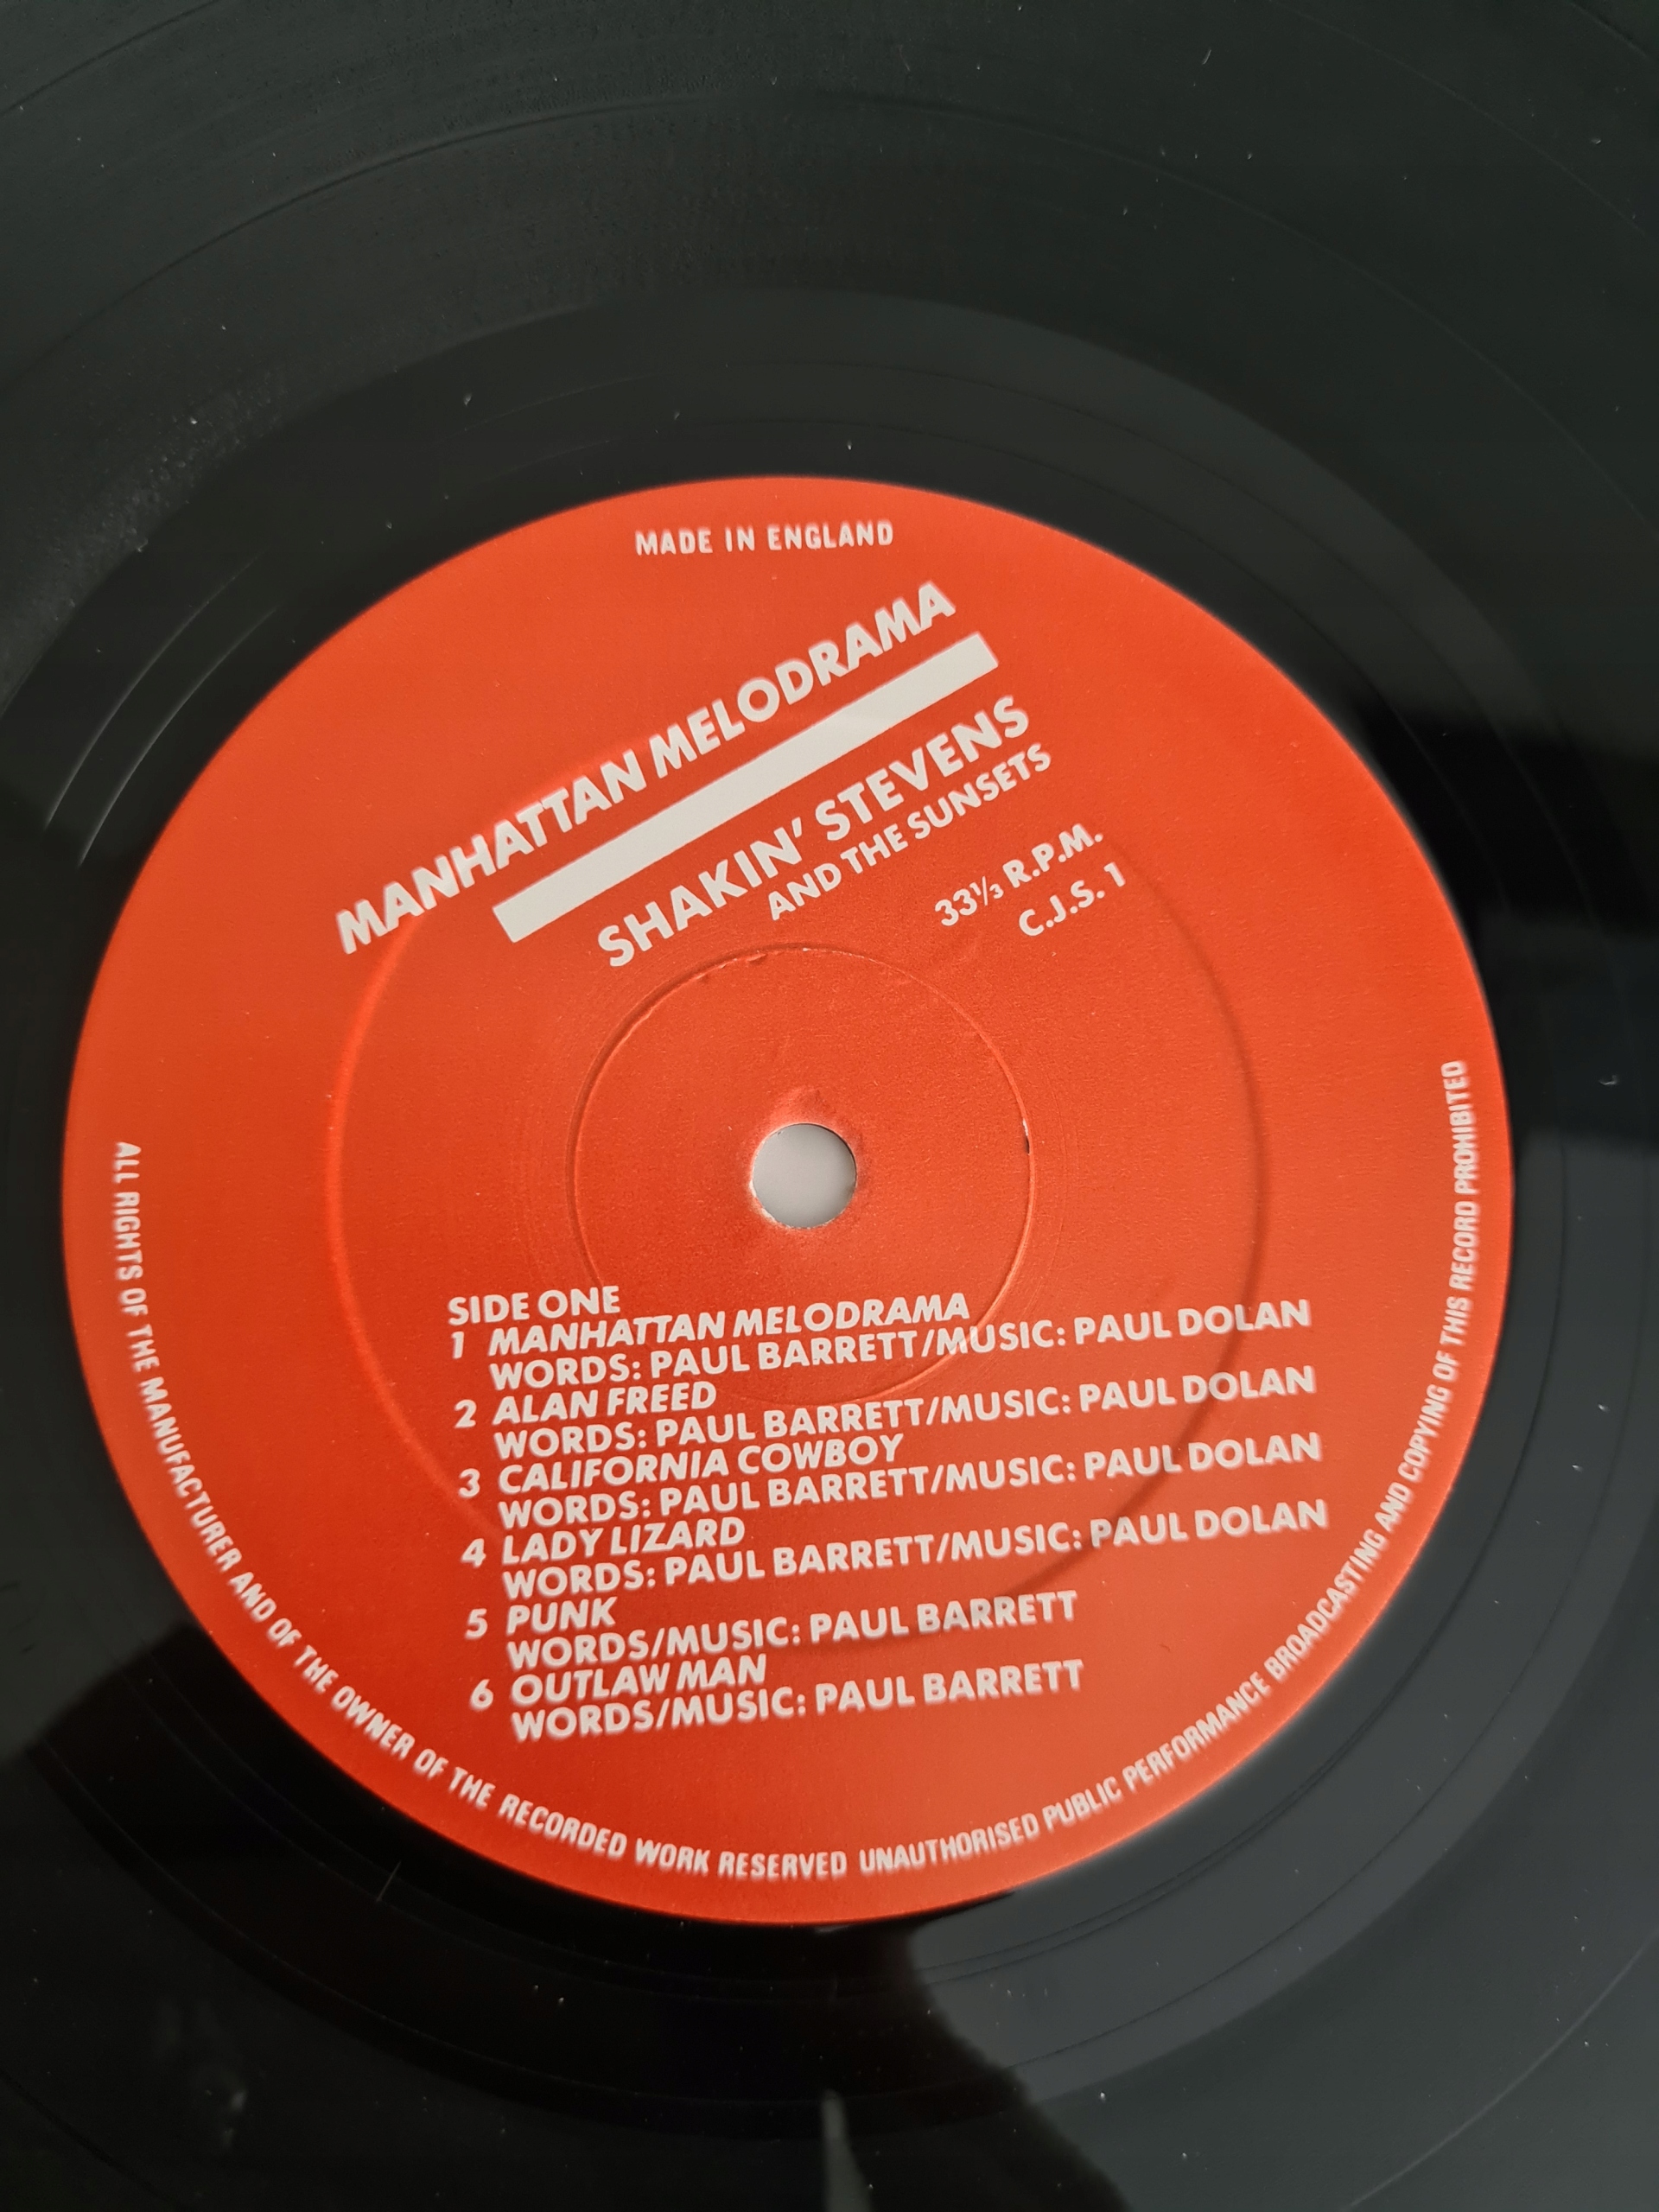 MADE IN ENGLAND
MANHATTAN MELODRAMA
SHAKIN' STEVENS
AND THE SUNSETS
33⅓ R.P.M.
C.J.S. 1
SIDE ONE
1 MANHATTAN MELODRAMA
WORDS: PAUL BARRETT/MUSIC: PAUL DOLAN
2 ALAN FREED
WORDS: PAUL BARRETT/MUSIC: PAUL DOLAN
3 CALIFORNIA COWBOY
WORDS: PAUL BARRETT/MUSIC: PAUL DOLAN
4 LADY LIZARD
WORDS: PAUL BARRETT/MUSIC: PAUL DOLAN
5 PUNK
WORDS/MUSIC: PAUL BARRETT
6 OUTLAW MAN
WORDS/MUSIC: PAUL BARRETT
ALL RIGHTS OF THE MANUFACTURER AND OF THE OWNER OF THE RECORDED WORK RESERVED UNAUTHORISED PUBLIC PERFORMANCE BROADCASTING AND COPYING OF THIS RECORD PROHIBITED